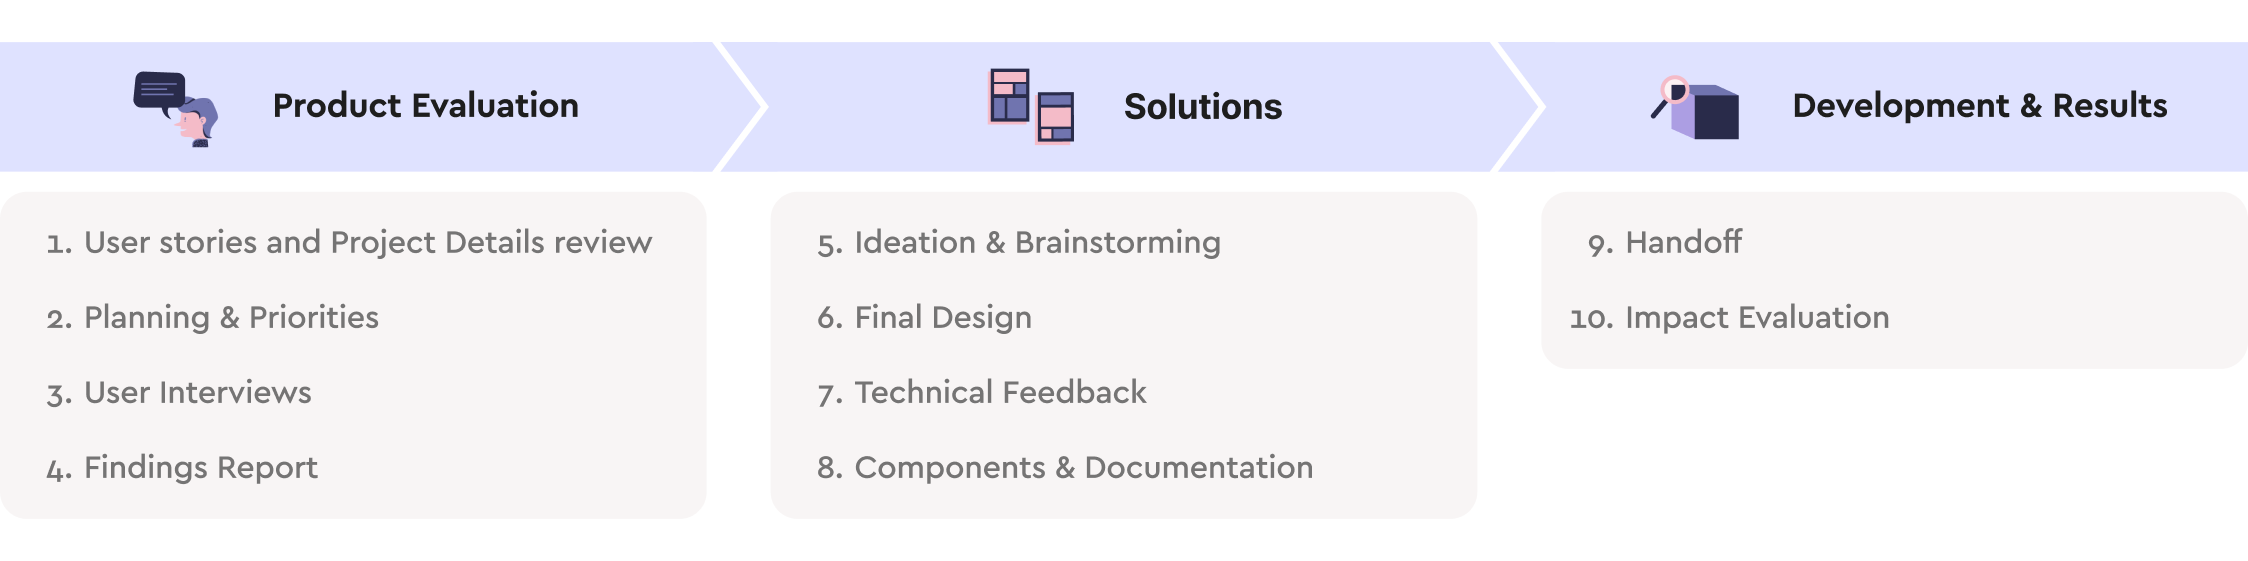 Product Evaluation
1. User stories and Project Details review
2. Planning & Priorities
3. User Interviews
4. Findings Report
Solutions
5. Ideation & Brainstorming
6. Final Design
7. Technical Feedback
8. Components & Documentation
Development & Results
9. Handoff
10. Impact Evaluation